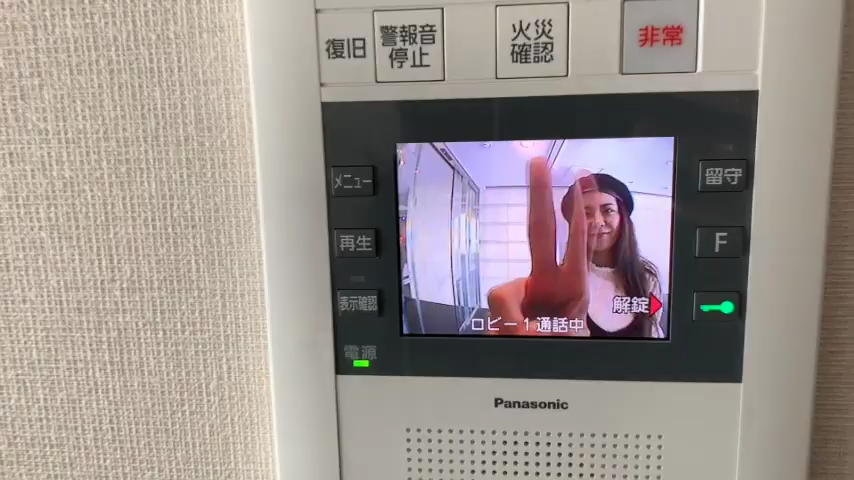 復旧
警報音
停止
火災
確認
非常
メニュー
留守
再生
F
表示確認
解錠
ロビー1通話中
電源
Panasonic